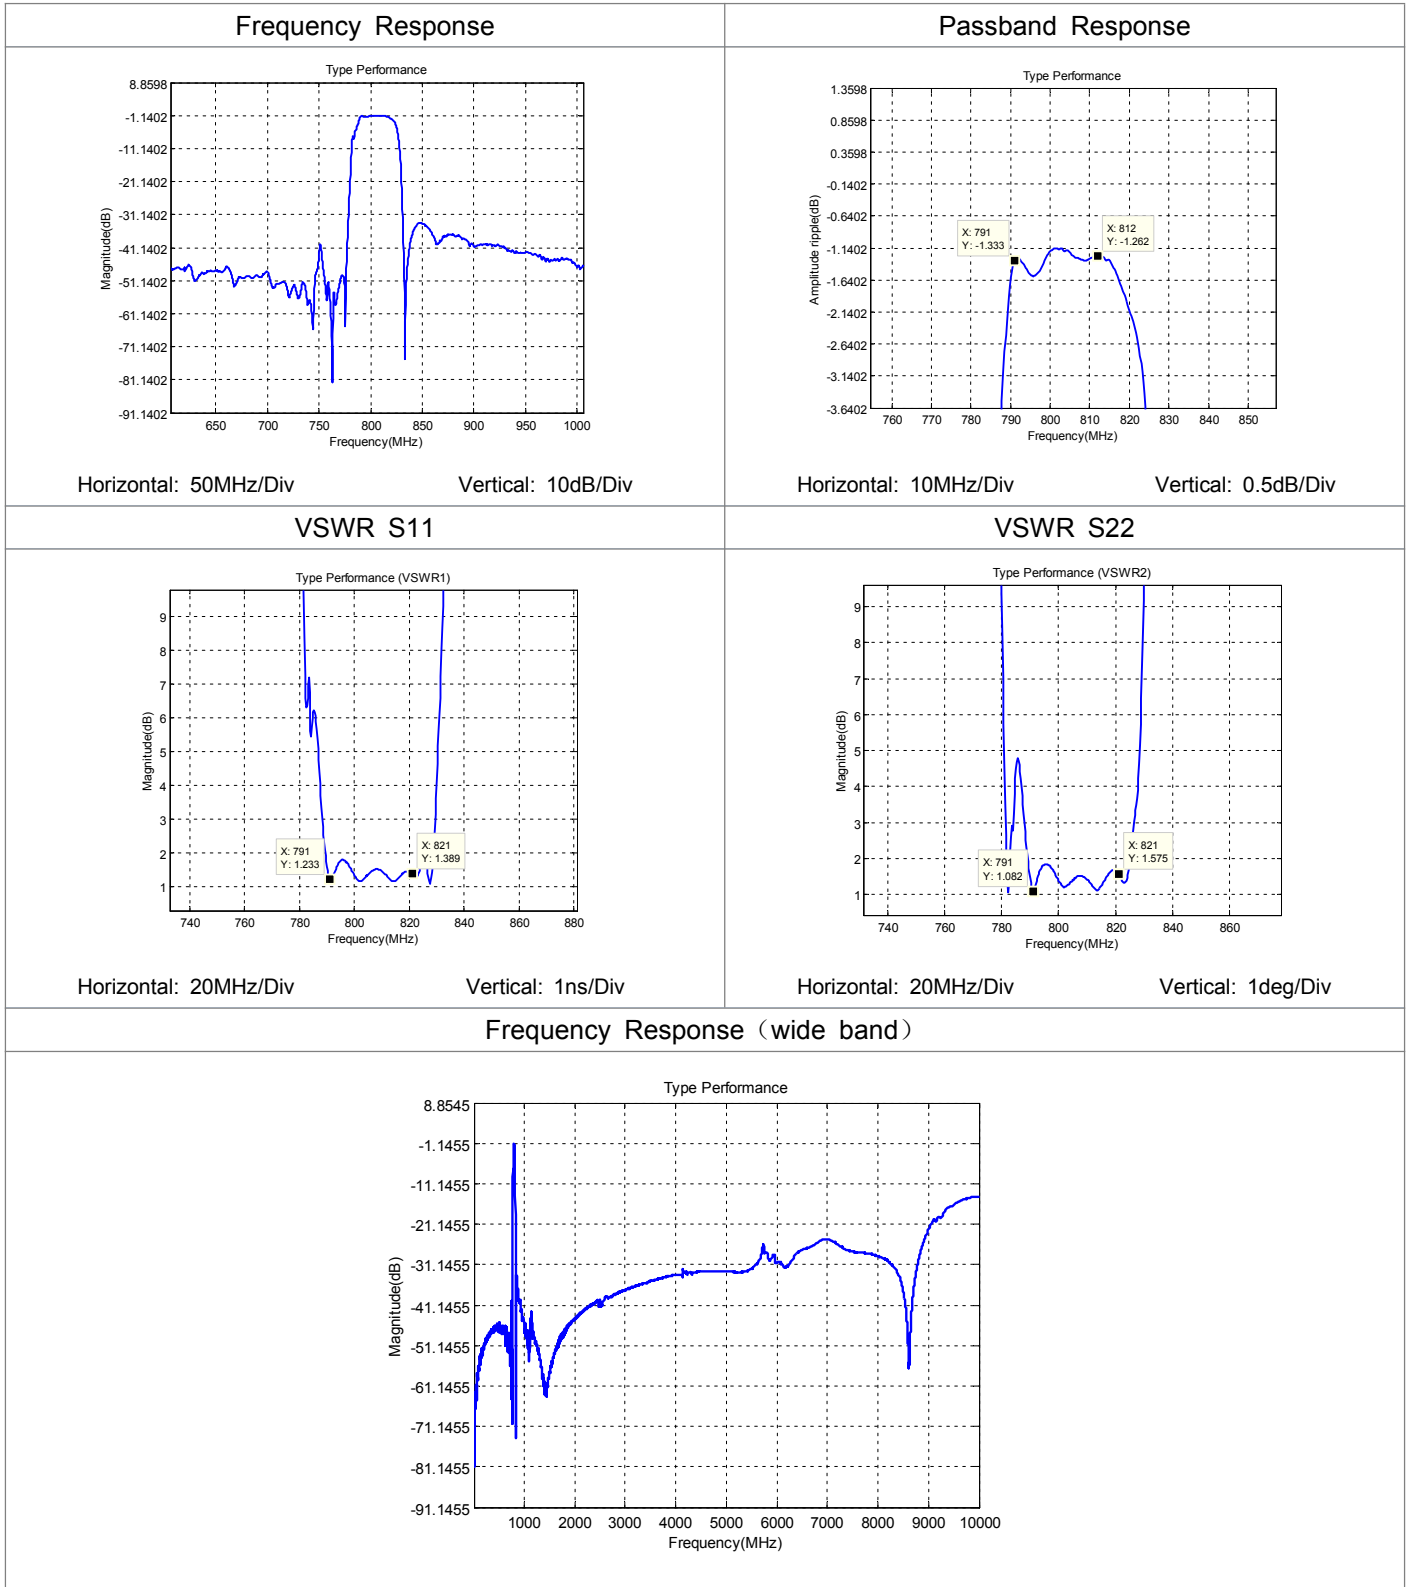 Frequency Response
Passband Response
Type Performance
8.8598
-1.1402
-11.1402
-21.1402
-31.1402
-41.1402
-51.1402
-61.1402
-71.1402
-81.1402
-91.1402
Magnitude(dB)
650 700 750 800 850 900 950 1000
Frequency(MHz)
Horizontal: 50MHz/Div Vertical: 10dB/Div
Type Performance
1.3598
0.8598
0.3598
-0.1402
-0.6402
-1.1402
-1.6402
-2.1402
-2.6402
-3.1402
-3.6402
Amplitude ripple(dB)
X: 791
Y: -1.333
X: 812
Y: -1.262
760 770 780 790 800 810 820 830 840 850
Frequency(MHz)
Horizontal: 10MHz/Div Vertical: 0.5dB/Div
VSWR S11
VSWR S22
Type Performance (VSWR1)
9
8
7
6
5
4
3
2
1
Magnitude(dB)
X: 791
Y: 1.233
X: 821
Y: 1.389
740 760 780 800 820 840 860 880
Frequency(MHz)
Horizontal: 20MHz/Div Vertical: 1ns/Div
Type Performance (VSWR2)
9
8
7
6
5
4
3
2
1
Magnitude(dB)
X: 791
Y: 1.082
X: 821
Y: 1.575
740 760 780 800 820 840 860
Frequency(MHz)
Horizontal: 20MHz/Div Vertical: 1deg/Div
Frequency Response（wide band）
Type Performance
8.8545
-1.1455
-11.1455
-21.1455
-31.1455
-41.1455
-51.1455
-61.1455
-71.1455
-81.1455
-91.1455
Magnitude(dB)
1000 2000 3000 4000 5000 6000 7000 8000 9000 10000
Frequency(MHz)